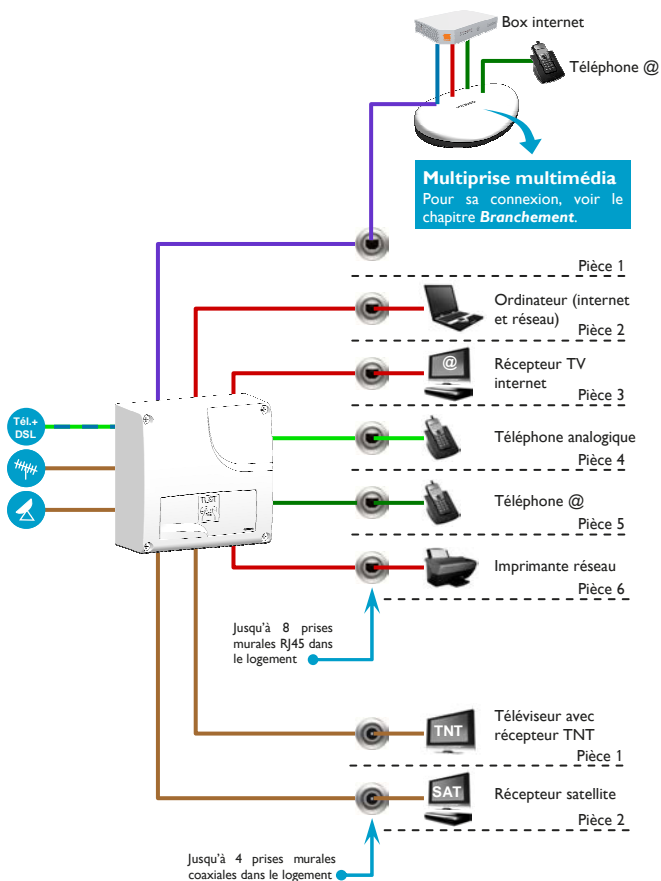 Box internet
Téléphone @
Multiprise multimédia
Pour sa connexion, voir le
chapitre Branchement.
Pièce 1
Ordinateur (internet
et réseau)
Pièce 2
@
Récepteur TV
internet
Pièce 3
Tél.+
DSL
Téléphone analogique
Pièce 4
Téléphone @
Pièce 5
Imprimante réseau
Pièce 6
Jusqu'à 8 prises
murales RJ45 dans
le logement
TNT
Téléviseur avec
récepteur TNT
Pièce 1
SAT
Récepteur satellite
Pièce 2
Jusqu'à 4 prises murales
coaxiales dans le logement